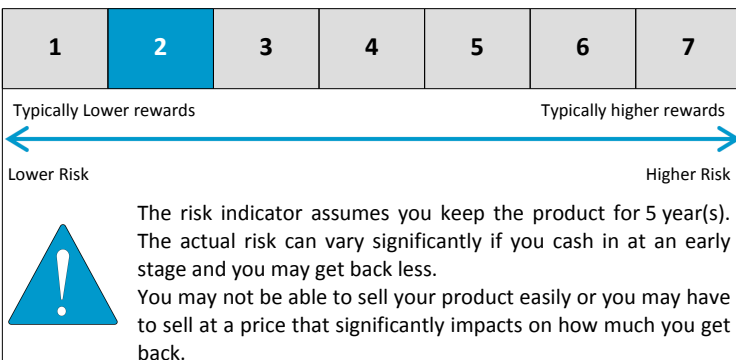 1 2 3 4 5 6 7
Typically Lower rewards Typically higher rewards
Lower Risk Higher Risk
The risk indicator assumes you keep the product for 5 year(s).
The actual risk can vary significantly if you cash in at an early
stage and you may get back less.
You may not be able to sell your product easily or you may have
to sell at a price that significantly impacts on how much you get
back.